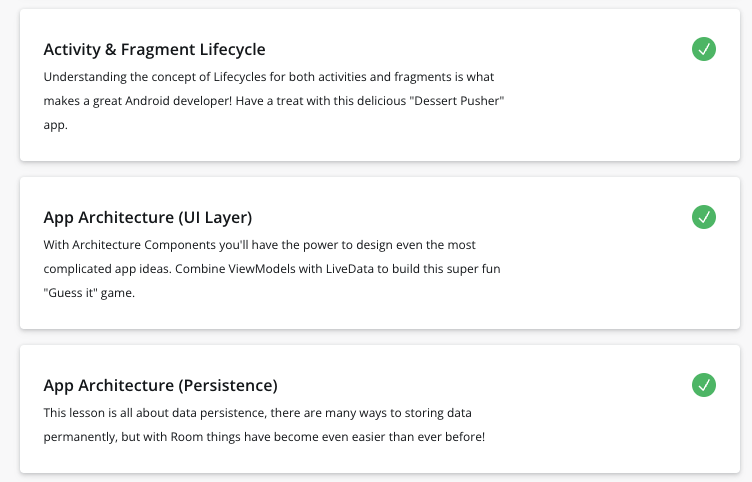 Activity & Fragment Lifecycle
Understanding the concept of Lifecycles for both activities and fragments is what
makes a great Android developer! Have a treat with this delicious "Dessert Pusher"
app.
App Architecture (UI Layer)
With Architecture Components you'll have the power to design even the most
complicated app ideas. Combine ViewModels with LiveData to build this super fun
"Guess it" game.
App Architecture (Persistence)
This lesson is all about data persistence, there are many ways to storing data
permanently, but with Room things have become even easier than ever before!